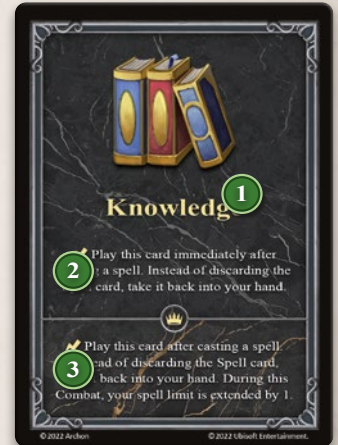 1
Knowledg
2
Play this card immediately after
a spell. Instead of discarding the
card, take it back into your hand.
3
Play this card after casting a spell
of discarding the Spell card,
back into your hand. During this
Combat, your spell limit is extended by 1.
©2022 Archon ©2022 Ubisoft Entertainment.